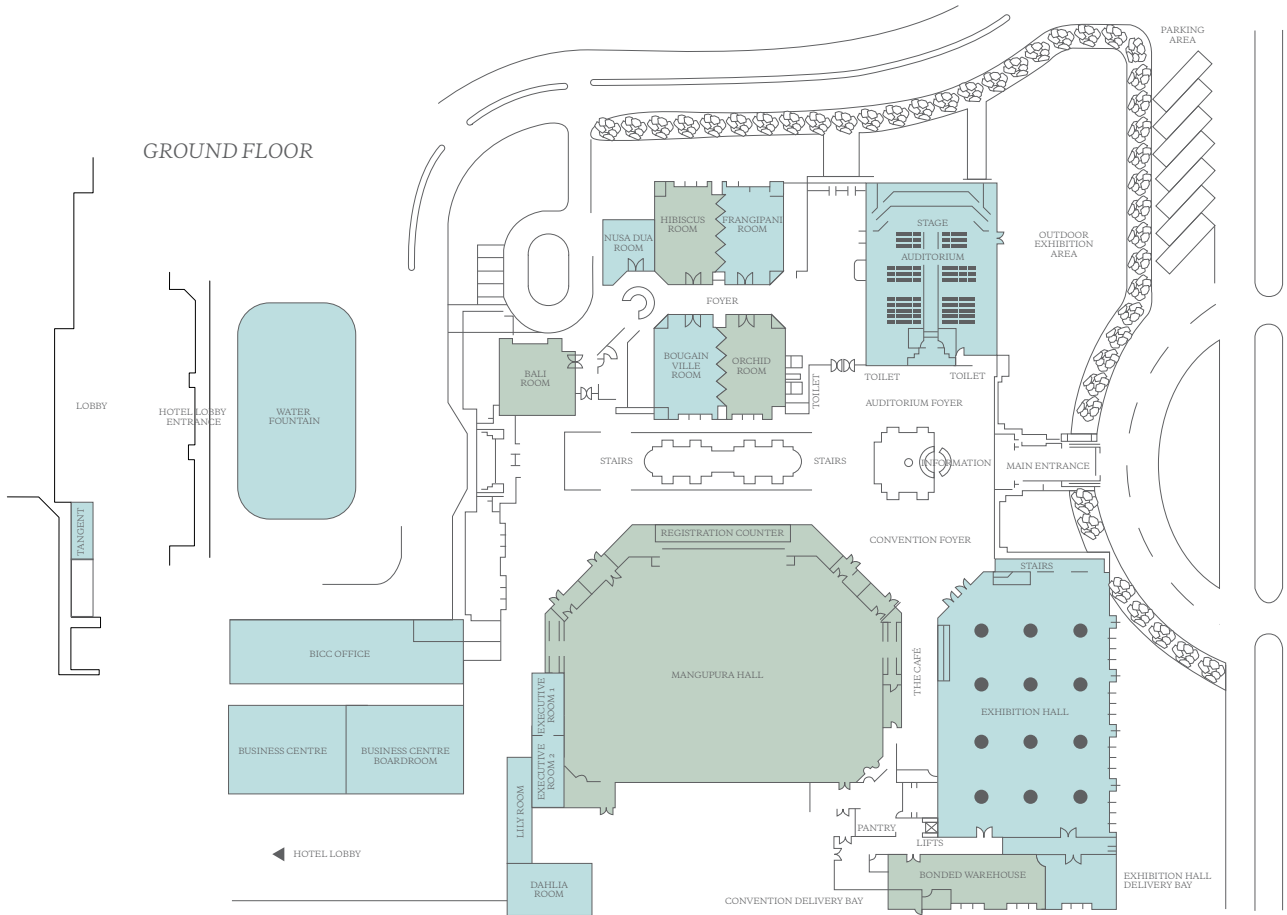 PARKING
AREA
GROUND FLOOR
HIBISCUS
ROOM
FRANGIPANI
ROOM
STAGE
NUSA DUA
ROOM
OUTDOOR
EXHIBITION
AREA
AUDITORIUM
FOYER
BOUGAIN
VILLE
ROOM
ORCHID
ROOM
BALI
ROOM
TOILET
TOILET
TOILET
LOBBY
HOTEL LOBBY
ENTRANCE
WATER
FOUNTAIN
AUDITORIUM FOYER
STAIRS
STAIRS
INFORMATION
MAIN ENTRANCE
TANGENT
REGISTRATION COUNTER
CONVENTION FOYER
STAIRS
BICC OFFICE
MANGUPURA HALL
THE CAFÉ
EXECUTIVE
ROOM 1
EXHIBITION HALL
BUSINESS CENTRE
BUSINESS CENTRE
BOARDROOM
EXECUTIVE
ROOM 2
LILY ROOM
PANTRY
LIFTS
HOTEL LOBBY
DAHLIA
ROOM
BONDED WAREHOUSE
EXHIBITION HALL
DELIVERY BAY
CONVENTION DELIVERY BAY